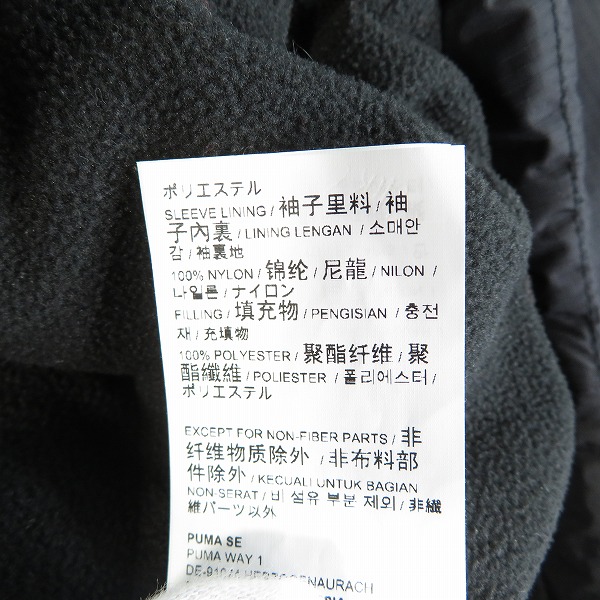 ポリエステル
SLEEVE LINING / 袖子里料 / 袖
子內裏 / LINING LENGAN / 소매안
감 / 袖裏地
100% NYLON / 锦纶 / 尼龍 / NILON /
나일론 / ナイロン
FILLING / 填充物 / PENGISIAN / 충전
재 / 充填物
100% POLYESTER / 聚酯纤维 / 聚
酯纖維 / POLIESTER / 폴리에스터 /
ポリエステル
EXCEPT FOR NON-FIBER PARTS / 非
纤维物质除外 / 非布料部
件除外 / KECUALI UNTUK BAGIAN
NON-SERAT / 비 섬유 부분 제외 / 非繊
維パーツ以外
PUMA SE
PUMA WAY 1
HERZOGENAURACH